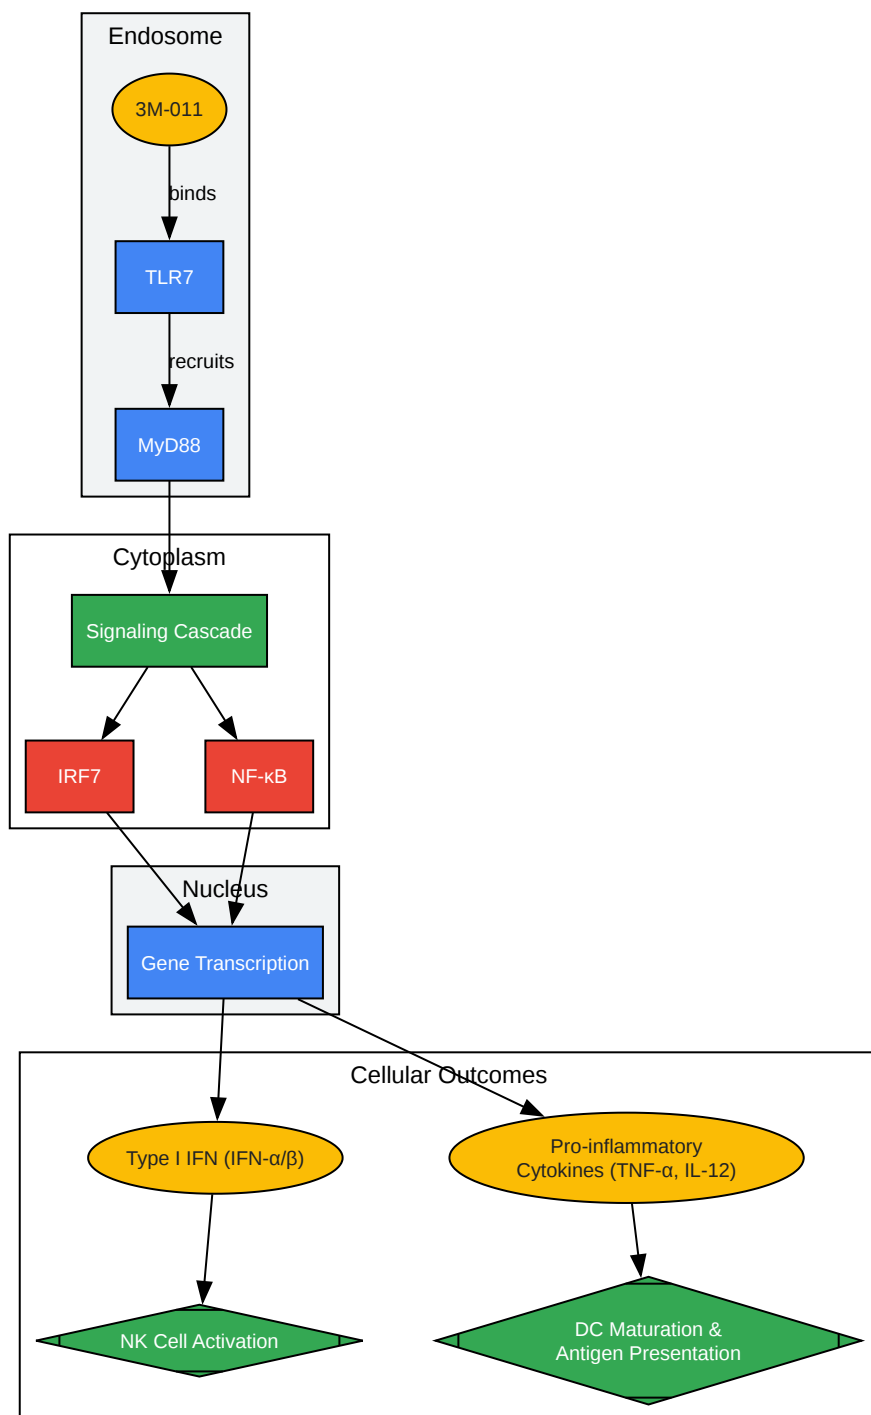 Endosome
3M-011
binds
TLR7
recruits
MyD88
Cytoplasm
Signaling Cascade
IRF7
NF-κB
Nucleus
Gene Transcription
Cellular Outcomes
Type I IFN (IFN-α/β)
Pro-inflammatory
Cytokines (TNF-α, IL-12)
NK Cell Activation
DC Maturation &
Antigen Presentation